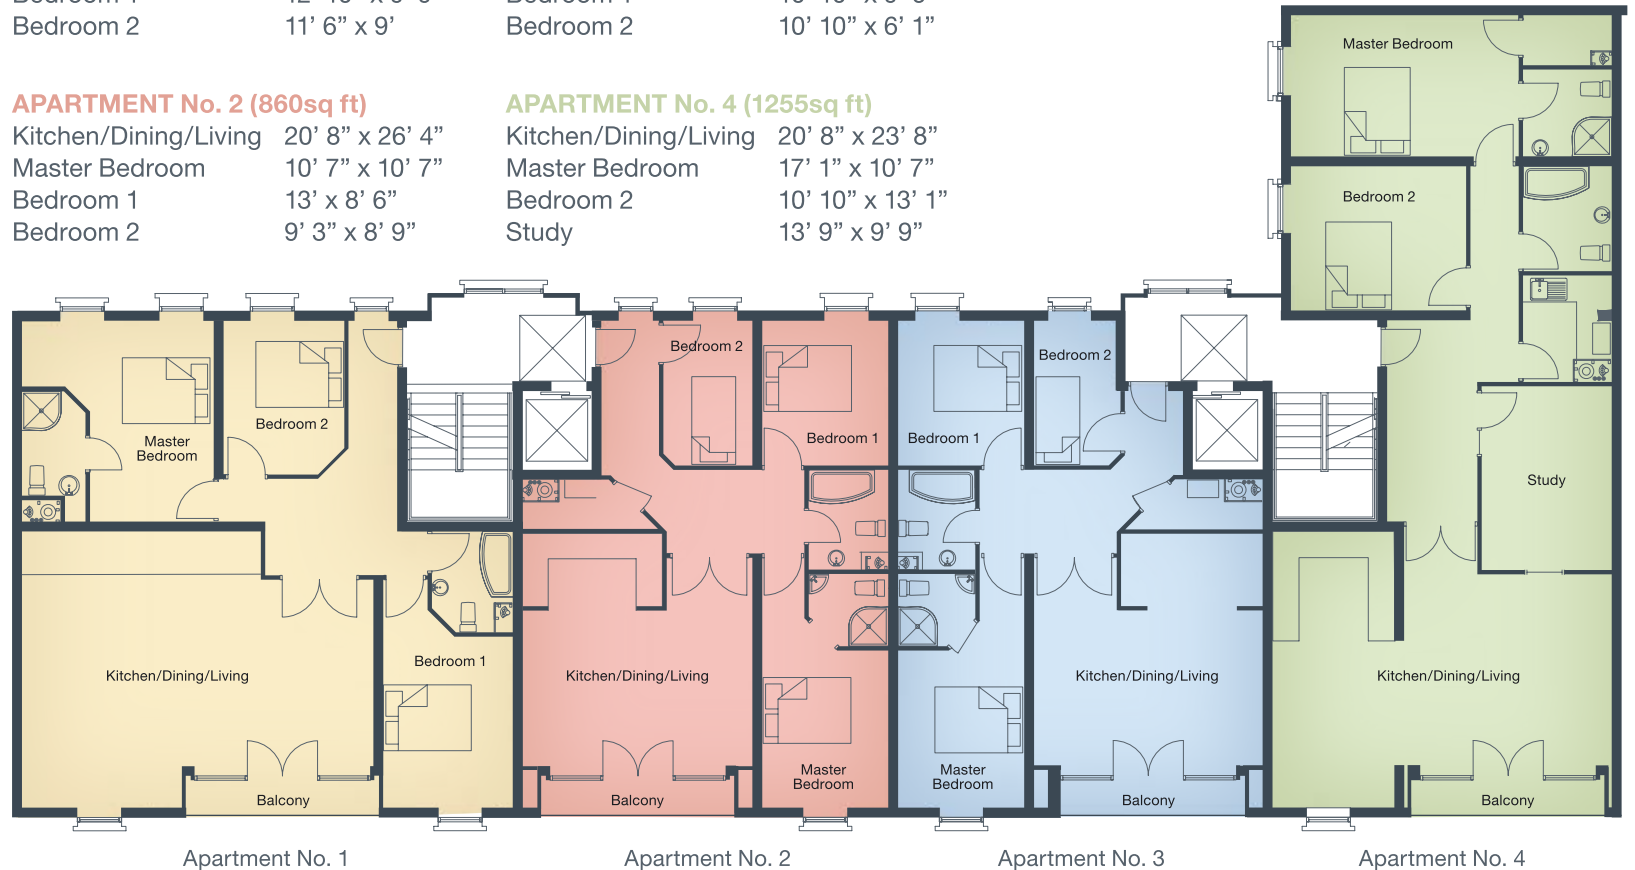 Bedroom 2 11’ 6” x 9’
Bedroom 2 10’ 10” x 6’ 1”
APARTMENT No. 2 (860sq ft)
Kitchen/Dining/Living 20’ 8” x 26’ 4”
Master Bedroom 10’ 7” x 10’ 7”
Bedroom 1 13’ x 8’ 6”
Bedroom 2 9’ 3” x 8’ 9”
APARTMENT No. 4 (1255sq ft)
Kitchen/Dining/Living 20’ 8” x 23’ 8”
Master Bedroom 17’ 1” x 10’ 7”
Bedroom 2 10’ 10” x 13’ 1”
Study 13’ 9” x 9’ 9”
Master Bedroom
Bedroom 2
Master
Bedroom
Bedroom 2
Bedroom 1
Kitchen/Dining/Living
Balcony
Bedroom 2
Bedroom 1
Kitchen/Dining/Living
Master
Bedroom
Balcony
Bedroom 1
Bedroom 2
Master
Bedroom
Kitchen/Dining/Living
Balcony
Study
Kitchen/Dining/Living
Balcony
Apartment No. 1
Apartment No. 2
Apartment No. 3
Apartment No. 4